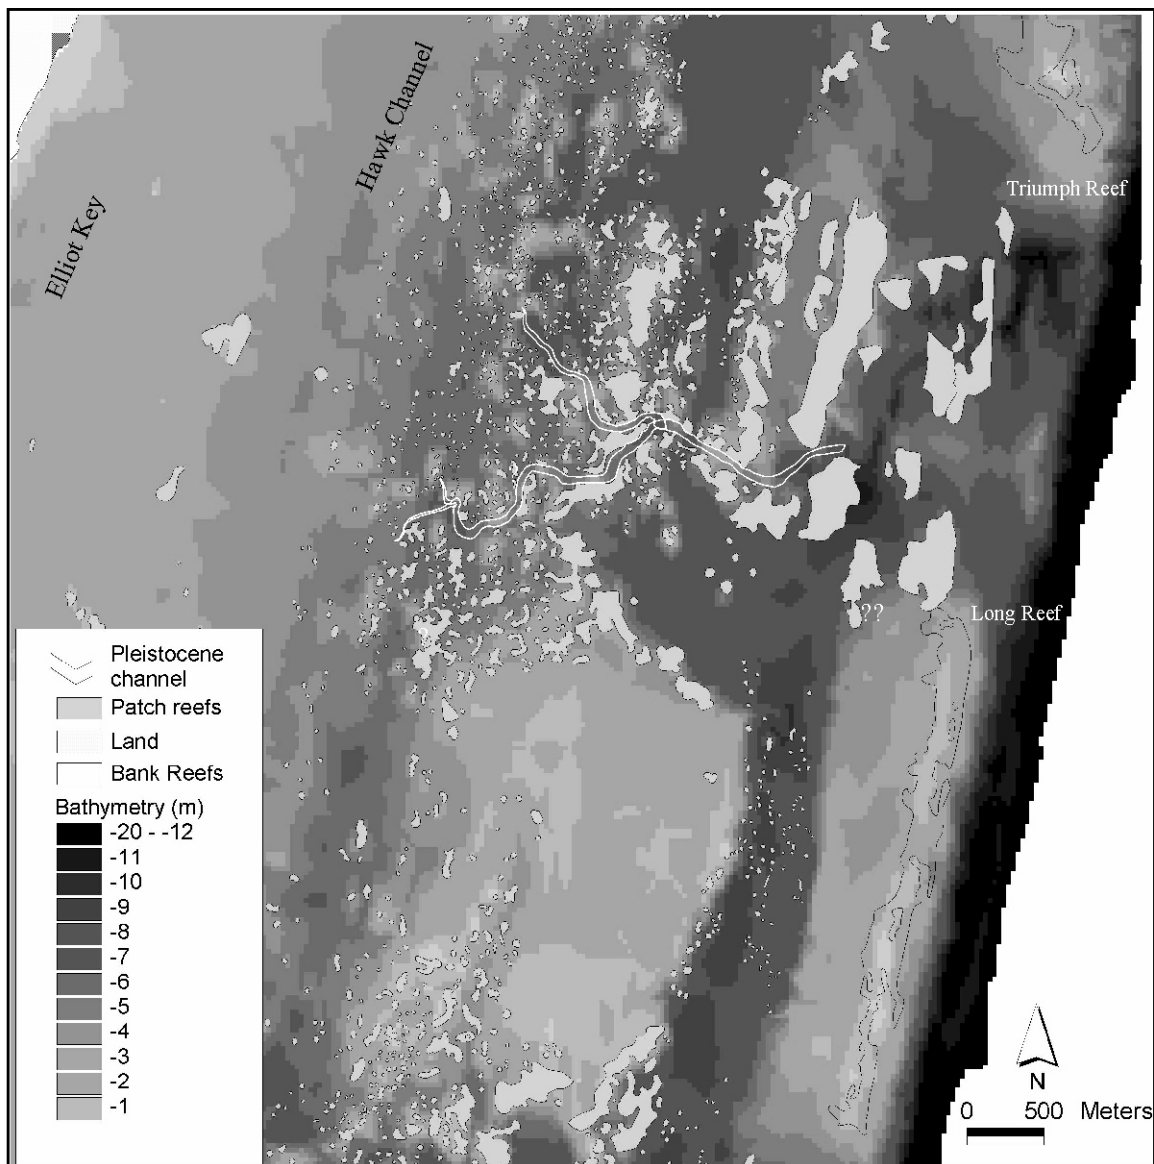 Hawk Channel
Elliot Key
Triumph Reef
Long Reef
??
?
Pleistocene
channel
Patch reefs
Land
Bank Reefs
Bathymetry (m)
-20 - -12
-11
-10
-9
-8
-7
-6
-5
-4
-3
-2
-1
N
0 500 Meters